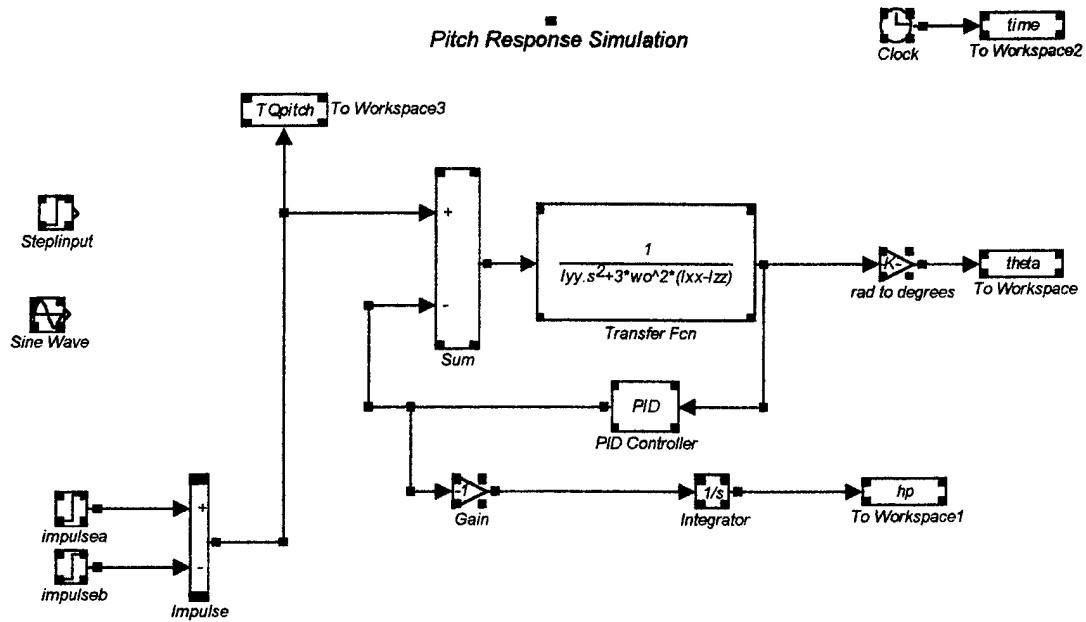 Pitch Response Simulation
time
Clock
To Workspace2
TQpitch
To Workspace3
+
-
Sum
1
Iyy.s2+3*wo^2*(Ixx-Izz)
Transfer Fcn
-K-
rad to degrees
theta
To Workspace
StepIinput
Sine Wave
PID
PID Controller
-1
Gain
1/s
Integrator
hp
To Workspace1
+
-
impulsea
impulseb
Impulse